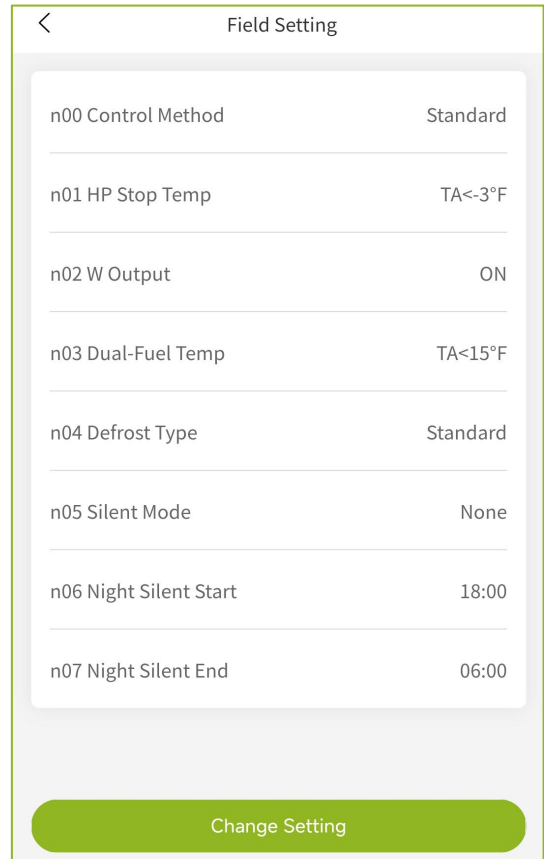 Field Setting
n00 Control Method Standard
n01 HP Stop Temp TA<-3°F
n02 W Output ON
n03 Dual-Fuel Temp TA<15°F
n04 Defrost Type Standard
n05 Silent Mode None
n06 Night Silent Start 18:00
n07 Night Silent End 06:00
Change Setting